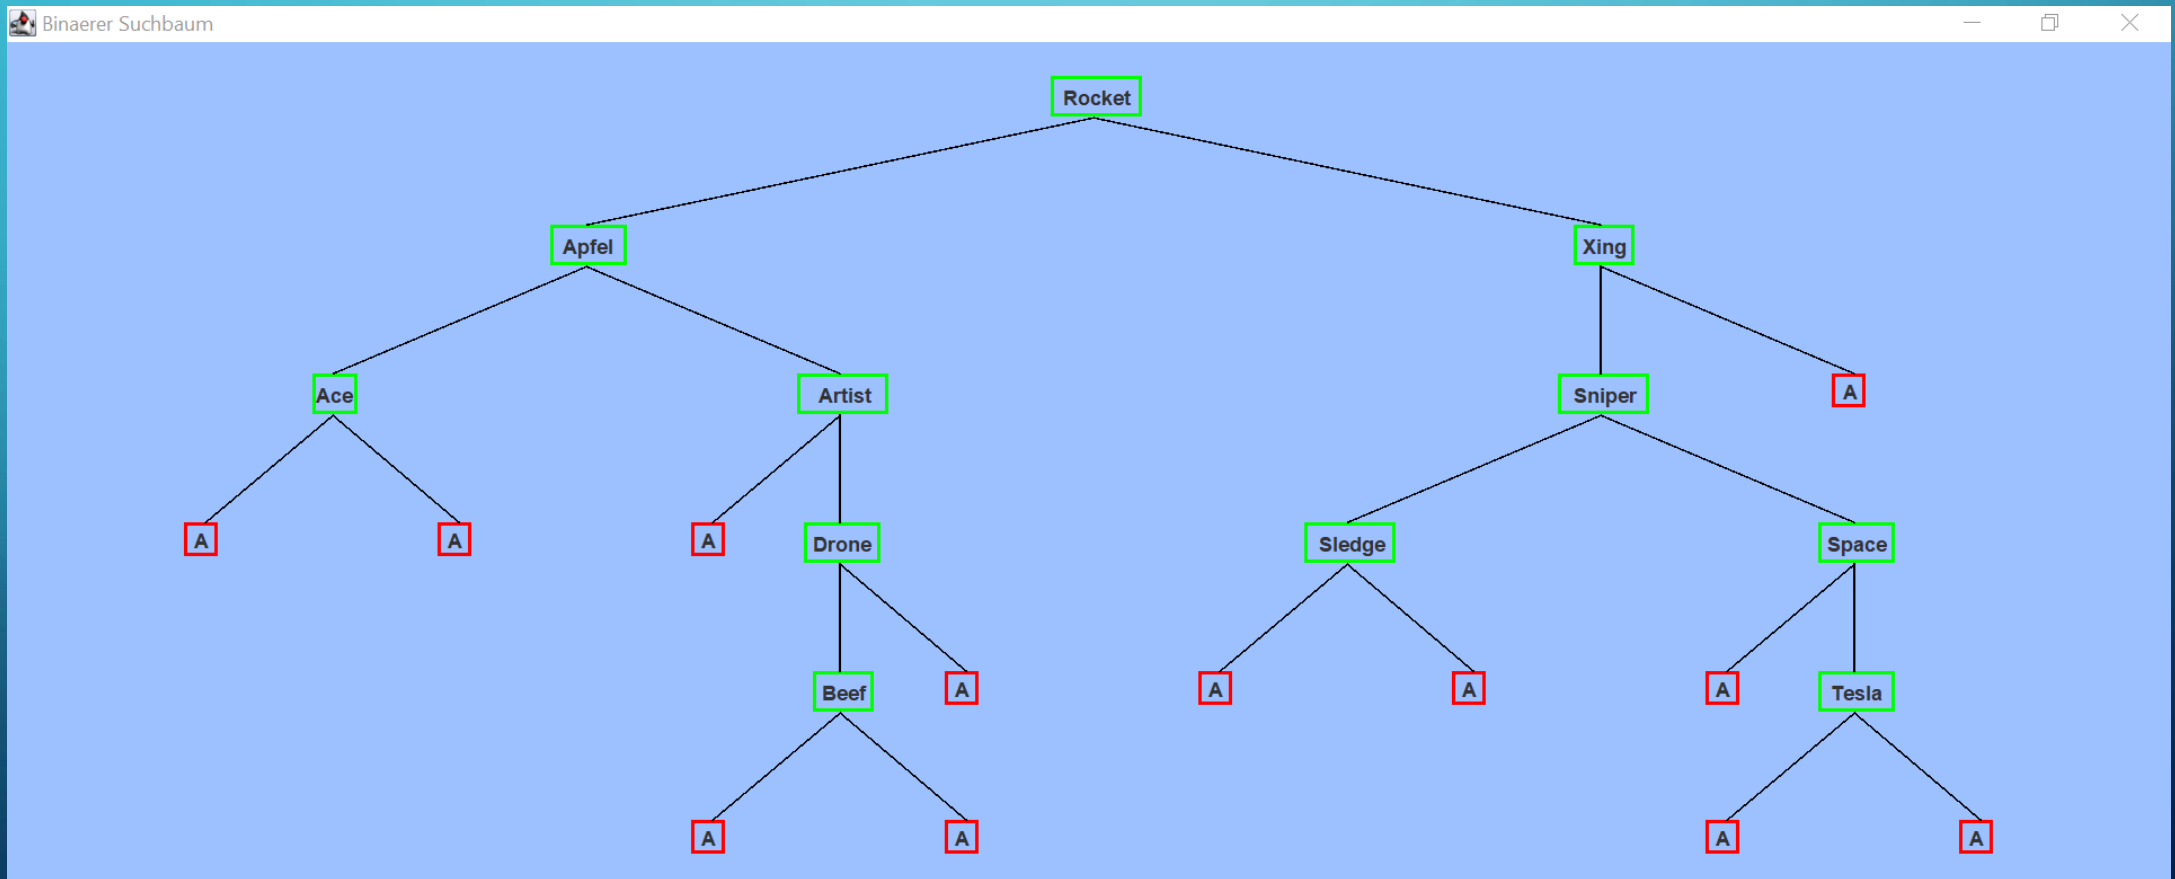 Binaerer Suchbaum
Rocket
Apfel
Xing
Ace
Artist
Sniper
A
A
A
A
Drone
Sledge
Space
Beef
A
A
A
A
Tesla
A
A
A
A